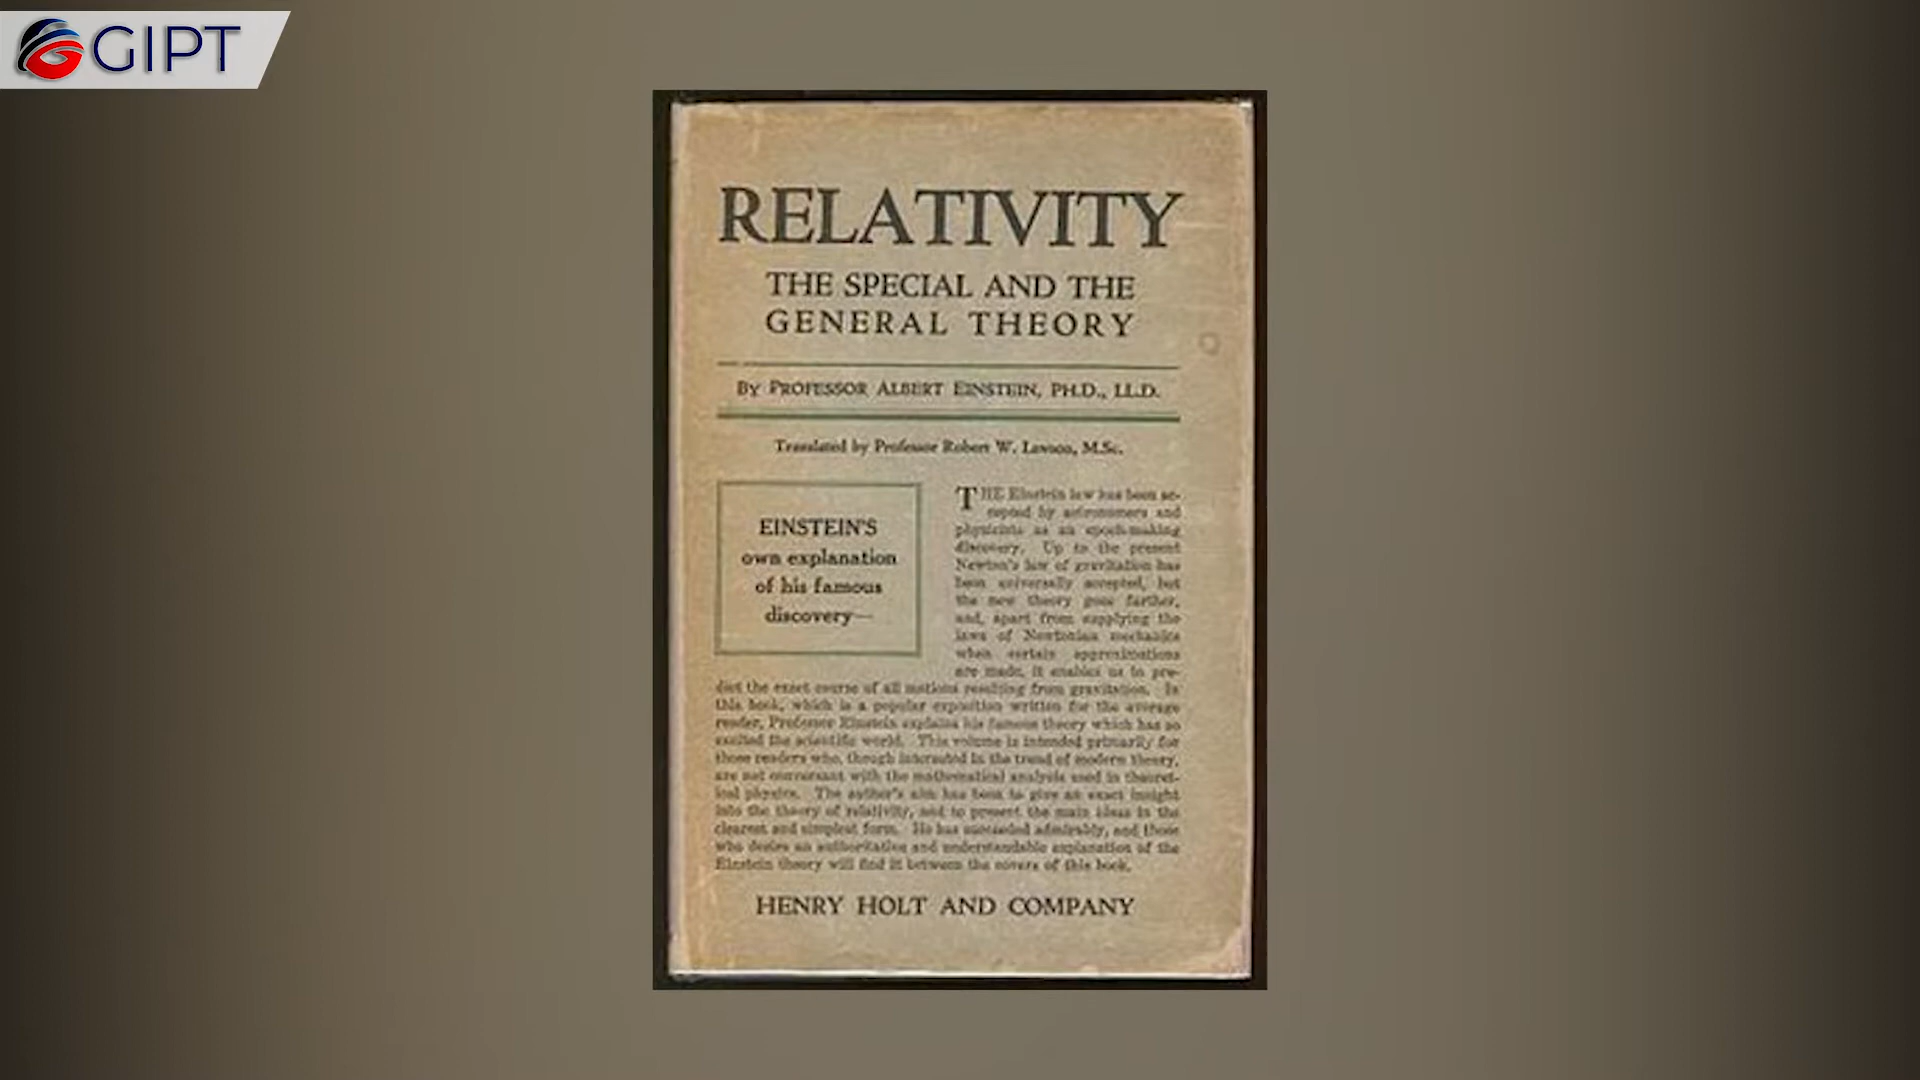 GIPT
RELATIVITY
THE SPECIAL AND THE
GENERAL THEORY
BY PROFESSOR ALBERT EINSTEIN, PH.D., LL.D.
Translated by Professor Robert W. Lawson, M.Sc.
EINSTEIN'S
own explanation
of his famous
discovery—
THE Einstein law has been ac-
cepted by astronomers and
physicists as an epoch-making
discovery. Up to the present
Newton's law of gravitation has
been universally accepted, but
the new theory goes farther,
and, apart from supplying the
laws of Newtonian mechanics
when certain approximations
are made, it enables us to pre-
dict the exact course of all motions resulting from gravitation. In
this book, which is a popular exposition written for the average
reader, Professor Einstein explains his famous theory which has so
excited the scientific world. This volume is intended primarily for
those readers who, though interested in the trend of modern theory,
are not conversant with the mathematical analysis used in theoret-
ical physics. The author's aim has been to give an exact insight
into the theory of relativity, and to present the main ideas in the
clearest and simplest form. He has succeeded admirably, and those
who desire an authoritative and understandable explanation of the
Einstein theory will find it between the covers of this book.
HENRY HOLT AND COMPANY